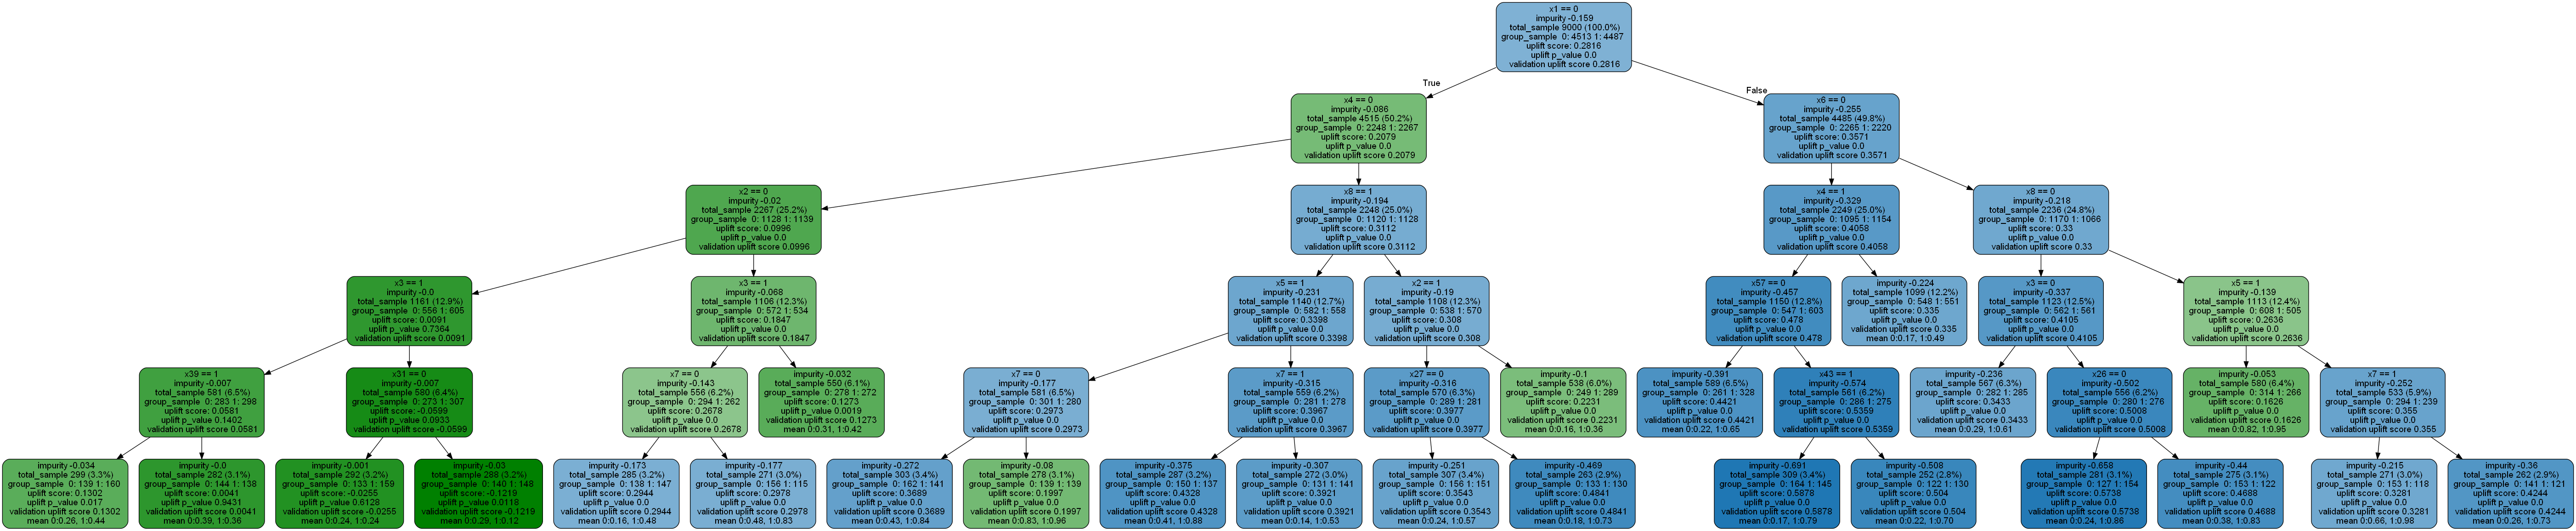 x1 == 0
impurity -0.159
total_sample 9000 (100.0%)
group_sample 0: 4513 1: 4487
uplift score: 0.2816
uplift p_value 0.0
validation uplift score 0.2816
True
False
x4 == 0
impurity -0.086
total_sample 4515 (50.2%)
group_sample 0: 2248 1: 2267
uplift score: 0.2079
uplift p_value 0.0
validation uplift score 0.2079
x6 == 0
impurity -0.255
total_sample 4485 (49.8%)
group_sample 0: 2265 1: 2220
uplift score: 0.3571
uplift p_value 0.0
validation uplift score 0.3571
x2 == 0
impurity -0.02
total_sample 2267 (25.2%)
group_sample 0: 1128 1: 1139
uplift score: 0.0996
uplift p_value 0.0
validation uplift score 0.0996
x8 == 1
impurity -0.194
total_sample 2248 (25.0%)
group_sample 0: 1120 1: 1128
uplift score: 0.3112
uplift p_value 0.0
validation uplift score 0.3112
x4 == 1
impurity -0.329
total_sample 2249 (25.0%)
group_sample 0: 1095 1: 1154
uplift score: 0.4058
uplift p_value 0.0
validation uplift score 0.4058
x8 == 0
impurity -0.218
total_sample 2236 (24.8%)
group_sample 0: 1170 1: 1066
uplift score: 0.33
uplift p_value 0.0
validation uplift score 0.33
x3 == 1
impurity -0.0
total_sample 1161 (12.9%)
group_sample 0: 556 1: 605
uplift score: 0.0091
uplift p_value 0.7364
validation uplift score 0.0091
x3 == 1
impurity -0.068
total_sample 1106 (12.3%)
group_sample 0: 572 1: 534
uplift score: 0.1847
uplift p_value 0.0
validation uplift score 0.1847
x5 == 1
impurity -0.231
total_sample 1140 (12.7%)
group_sample 0: 582 1: 558
uplift score: 0.3398
uplift p_value 0.0
validation uplift score 0.3398
x2 == 1
impurity -0.19
total_sample 1108 (12.3%)
group_sample 0: 538 1: 570
uplift score: 0.308
uplift p_value 0.0
validation uplift score 0.308
x57 == 0
impurity -0.457
total_sample 1150 (12.8%)
group_sample 0: 547 1: 603
uplift score: 0.478
uplift p_value 0.0
validation uplift score 0.478
impurity -0.224
total_sample 1099 (12.2%)
group_sample 0: 548 1: 551
uplift score: 0.335
uplift p_value 0.0
validation uplift score 0.335
mean 0:0.17, 1:0.49
x3 == 0
impurity -0.337
total_sample 1123 (12.5%)
group_sample 0: 562 1: 561
uplift score: 0.4105
uplift p_value 0.0
validation uplift score 0.4105
x5 == 1
impurity -0.139
total_sample 1113 (12.4%)
group_sample 0: 608 1: 505
uplift score: 0.2636
uplift p_value 0.0
validation uplift score 0.2636
x39 == 1
impurity -0.007
total_sample 581 (6.5%)
group_sample 0: 283 1: 298
uplift score: 0.0581
uplift p_value 0.1402
validation uplift score 0.0581
x31 == 0
impurity -0.007
total_sample 580 (6.4%)
group_sample 0: 273 1: 307
uplift score: -0.0599
uplift p_value 0.0933
validation uplift score -0.0599
x7 == 0
impurity -0.143
total_sample 556 (6.2%)
group_sample 0: 294 1: 262
uplift score: 0.2678
uplift p_value 0.0
validation uplift score 0.2678
impurity -0.032
total_sample 550 (6.1%)
group_sample 0: 278 1: 272
uplift score: 0.1273
uplift p_value 0.0019
validation uplift score 0.1273
mean 0:0.31, 1:0.42
x7 == 0
impurity -0.177
total_sample 581 (6.5%)
group_sample 0: 301 1: 280
uplift score: 0.2973
uplift p_value 0.0
validation uplift score 0.2973
x7 == 1
impurity -0.315
total_sample 559 (6.2%)
group_sample 0: 281 1: 278
uplift score: 0.3967
uplift p_value 0.0
validation uplift score 0.3967
x27 == 0
impurity -0.316
total_sample 570 (6.3%)
group_sample 0: 289 1: 281
uplift score: 0.3977
uplift p_value 0.0
validation uplift score 0.3977
impurity -0.1
total_sample 538 (6.0%)
group_sample 0: 249 1: 289
uplift score: 0.2231
uplift p_value 0.0
validation uplift score 0.2231
mean 0:0.16, 1:0.36
impurity -0.391
total_sample 589 (6.5%)
group_sample 0: 261 1: 328
uplift score: 0.4421
uplift p_value 0.0
validation uplift score 0.4421
mean 0:0.22, 1:0.65
x43 == 1
impurity -0.574
total_sample 561 (6.2%)
group_sample 0: 286 1: 275
uplift score: 0.5359
uplift p_value 0.0
validation uplift score 0.5359
impurity -0.236
total_sample 567 (6.3%)
group_sample 0: 282 1: 285
uplift score: 0.3433
uplift p_value 0.0
validation uplift score 0.3433
mean 0:0.29, 1:0.61
x26 == 0
impurity -0.502
total_sample 556 (6.2%)
group_sample 0: 280 1: 276
uplift score: 0.5008
uplift p_value 0.0
validation uplift score 0.5008
impurity -0.053
total_sample 580 (6.4%)
group_sample 0: 314 1: 266
uplift score: 0.1626
uplift p_value 0.0
validation uplift score 0.1626
mean 0:0.82, 1:0.95
x7 == 1
impurity -0.252
total_sample 533 (5.9%)
group_sample 0: 294 1: 239
uplift score: 0.355
uplift p_value 0.0
validation uplift score 0.355
impurity -0.034
total_sample 299 (3.3%)
group_sample 0: 139 1: 160
uplift score: 0.1302
uplift p_value 0.017
validation uplift score 0.1302
mean 0:0.26, 1:0.44
impurity -0.0
total_sample 282 (3.1%)
group_sample 0: 144 1: 138
uplift score: 0.0041
uplift p_value 0.9431
validation uplift score 0.0041
mean 0:0.39, 1:0.36
impurity -0.001
total_sample 292 (3.2%)
group_sample 0: 133 1: 159
uplift score: -0.0255
uplift p_value 0.6128
validation uplift score -0.0255
mean 0:0.24, 1:0.24
impurity -0.03
total_sample 288 (3.2%)
group_sample 0: 140 1: 148
uplift score: -0.1219
uplift p_value 0.0118
validation uplift score -0.1219
mean 0:0.29, 1:0.12
impurity -0.173
total_sample 285 (3.2%)
group_sample 0: 138 1: 147
uplift score: 0.2944
uplift p_value 0.0
validation uplift score 0.2944
mean 0:0.16, 1:0.48
impurity -0.177
total_sample 271 (3.0%)
group_sample 0: 156 1: 115
uplift score: 0.2978
uplift p_value 0.0
validation uplift score 0.2978
mean 0:0.48, 1:0.83
impurity -0.272
total_sample 303 (3.4%)
group_sample 0: 162 1: 141
uplift score: 0.3689
uplift p_value 0.0
validation uplift score 0.3689
mean 0:0.43, 1:0.84
impurity -0.08
total_sample 278 (3.1%)
group_sample 0: 139 1: 139
uplift score: 0.1997
uplift p_value 0.0
validation uplift score 0.1997
mean 0:0.83, 1:0.96
impurity -0.375
total_sample 287 (3.2%)
group_sample 0: 150 1: 137
uplift score: 0.4328
uplift p_value 0.0
validation uplift score 0.4328
mean 0:0.41, 1:0.88
impurity -0.307
total_sample 272 (3.0%)
group_sample 0: 131 1: 141
uplift score: 0.3921
uplift p_value 0.0
validation uplift score 0.3921
mean 0:0.14, 1:0.53
impurity -0.251
total_sample 307 (3.4%)
group_sample 0: 156 1: 151
uplift score: 0.3543
uplift p_value 0.0
validation uplift score 0.3543
mean 0:0.24, 1:0.57
impurity -0.469
total_sample 263 (2.9%)
group_sample 0: 133 1: 130
uplift score: 0.4841
uplift p_value 0.0
validation uplift score 0.4841
mean 0:0.18, 1:0.73
impurity -0.691
total_sample 309 (3.4%)
group_sample 0: 164 1: 145
uplift score: 0.5878
uplift p_value 0.0
validation uplift score 0.5878
mean 0:0.17, 1:0.79
impurity -0.508
total_sample 252 (2.8%)
group_sample 0: 122 1: 130
uplift score: 0.504
uplift p_value 0.0
validation uplift score 0.504
mean 0:0.22, 1:0.70
impurity -0.658
total_sample 281 (3.1%)
group_sample 0: 127 1: 154
uplift score: 0.5738
uplift p_value 0.0
validation uplift score 0.5738
mean 0:0.24, 1:0.86
impurity -0.44
total_sample 275 (3.1%)
group_sample 0: 153 1: 122
uplift score: 0.4688
uplift p_value 0.0
validation uplift score 0.4688
mean 0:0.38, 1:0.83
impurity -0.215
total_sample 271 (3.0%)
group_sample 0: 153 1: 118
uplift score: 0.3281
uplift p_value 0.0
validation uplift score 0.3281
mean 0:0.66, 1:0.98
impurity -0.36
total_sample 262 (2.9%)
group_sample 0: 141 1: 121
uplift score: 0.4244
uplift p_value 0.0
validation uplift score 0.4244
mean 0:0.26, 1:0.73